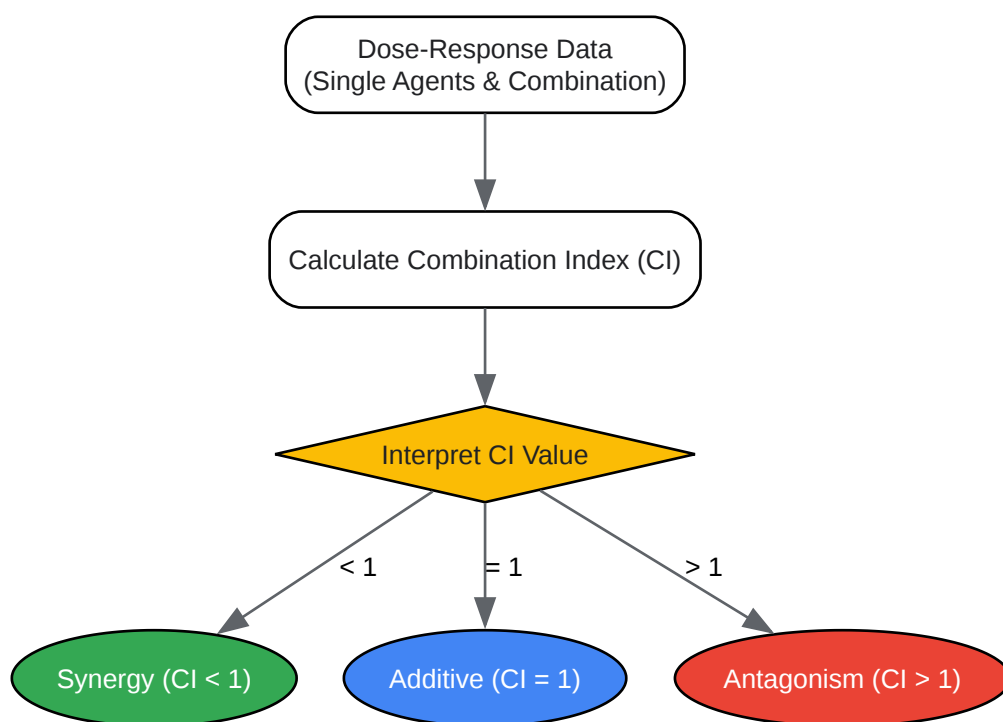 Dose-Response Data
(Single Agents & Combination)
Calculate Combination Index (CI)
Interpret CI Value
< 1
= 1
> 1
Synergy (CI < 1)
Additive (CI = 1)
Antagonism (CI > 1)